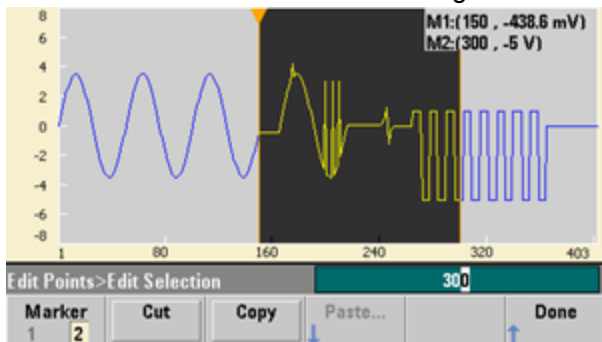 M1:(150 , -438.6 mV)
M2:(300 , -5 V)
8
6
4
2
0
-2
-4
-6
-8
1 80 160 240 320 403
Edit Points>Edit Selection 300
Marker Cut Copy Paste... Done
1 2